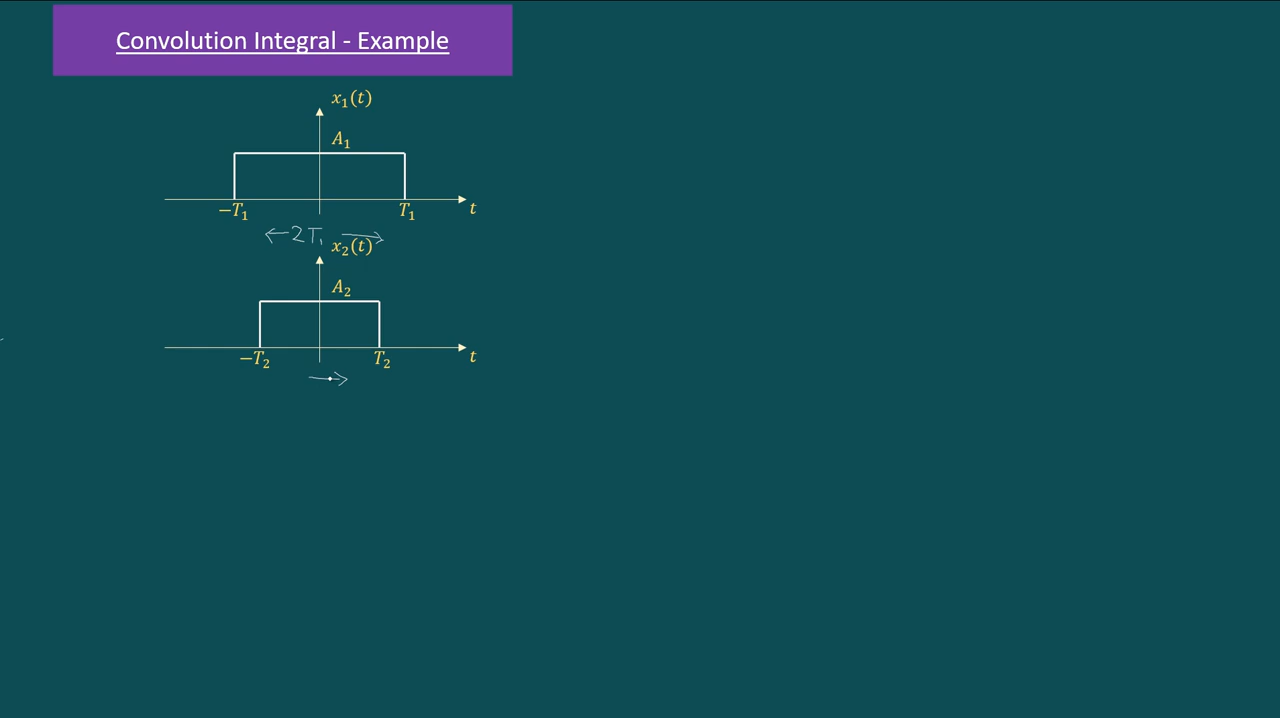 Convolution Integral - Example
x₁(t)
A₁
−T₁ T₁ t
←2T₁→
x₂(t)
A₂
−T₂ T₂ t